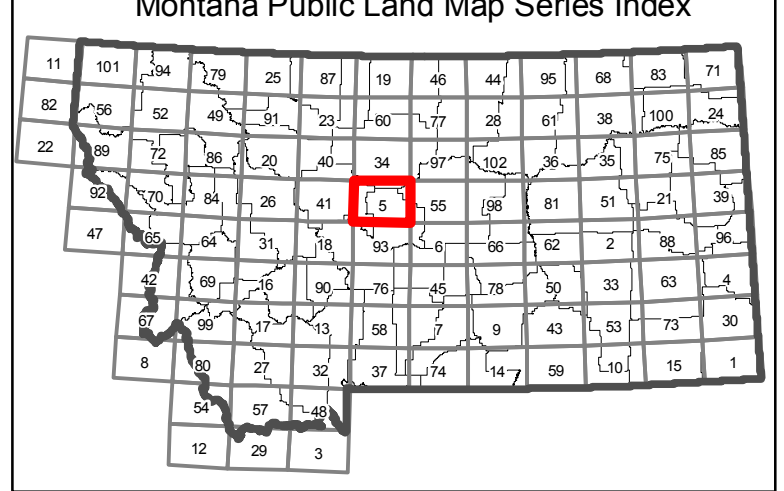 Montana Public Land Map Series Index
11 101 94 79 25 87 19 46 44 95 68 83 71
82 56 52 49 91 23 60 77 28 61 38 100 24
22 89 72 86 20 40 34 97 102 36 35 75 85
92 70 84 26 41 5 55 98 81 51 21 39
47 65 64 31 18 93 6 66 62 2 88 96
42 69 16 90 76 45 78 50 33 63 4
67 99 17 13 58 7 9 43 53 73 30
8 80 27 32 37 74 14 59 10 15 1
54 57 48
12 29 3